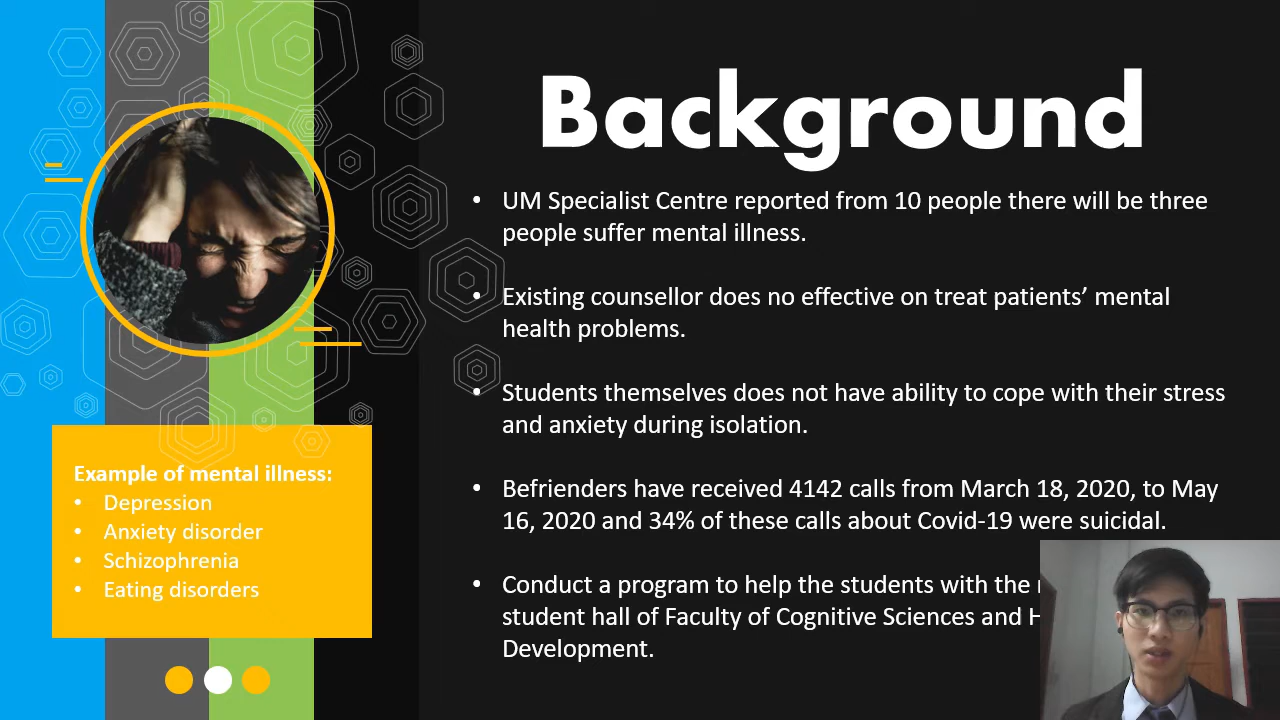 Background
• UM Specialist Centre reported from 10 people there will be three
people suffer mental illness.
• Existing counsellor does no effective on treat patients’ mental
health problems.
• Students themselves does not have ability to cope with their stress
and anxiety during isolation.
• Befrienders have received 4142 calls from March 18, 2020, to May
16, 2020 and 34% of these calls about Covid-19 were suicidal.
• Conduct a program to help the students with the
student hall of Faculty of Cognitive Sciences and
Development.
Example of mental illness:
• Depression
• Anxiety disorder
• Schizophrenia
• Eating disorders